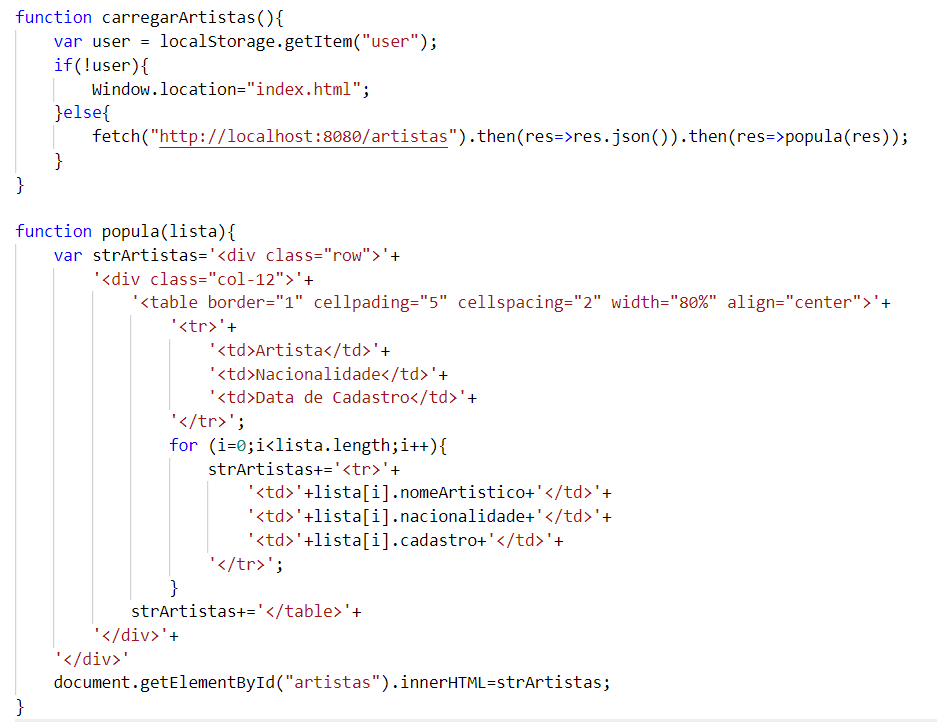 function carregarArtistas(){
    var user = localStorage.getItem("user");
    if(!user){
        Window.location="index.html";
    }else{
        fetch("http://localhost:8080/artistas").then(res=>res.json()).then(res=>popula(res));
    }
}

function popula(lista){
    var strArtistas='<div class="row">'+
        '<div class="col-12">'+
            '<table border="1" cellpading="5" cellspacing="2" width="80%" align="center">'+
                '<tr>'+
                    '<td>Artista</td>'+
                    '<td>Nacionalidade</td>'+
                    '<td>Data de Cadastro</td>'+
                '</tr>';
                for (i=0;i<lista.length;i++){
                    strArtistas+='<tr>'+
                        '<td>'+lista[i].nomeArtistico+'</td>'+
                        '<td>'+lista[i].nacionalidade+'</td>'+
                        '<td>'+lista[i].cadastro+'</td>'+
                    '</tr>';
                }
            strArtistas+='</table>'+
        '</div>'+
    '</div>'
    document.getElementById("artistas").innerHTML=strArtistas;
}